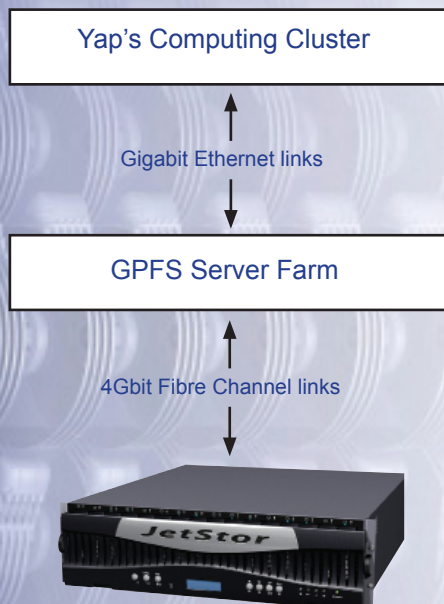 Yap's Computing Cluster
Gigabit Ethernet links
GPFS Server Farm
4Gbit Fibre Channel links
JetStor